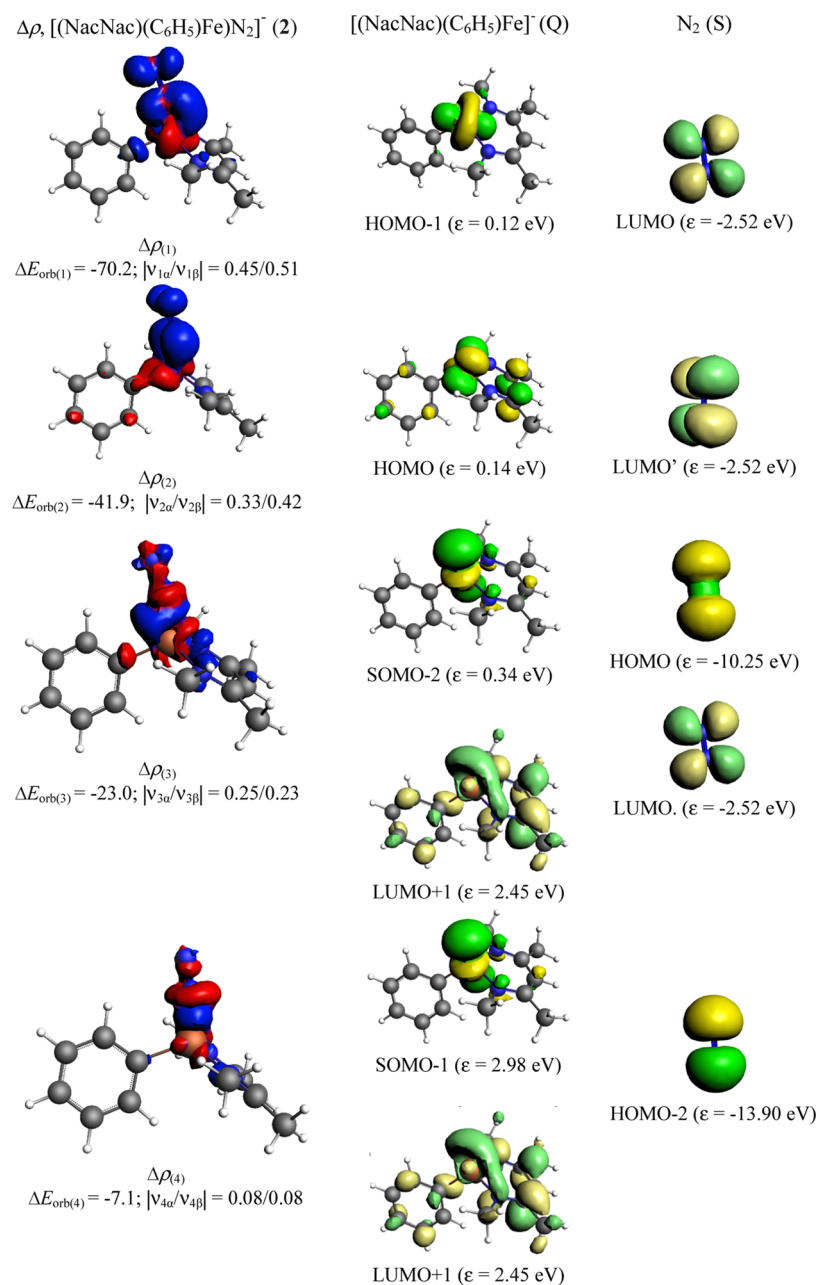 Δρ, [(NacNac)(C₆H₅)Fe)N₂]⁻ (2)
[(NacNac)(C₆H₅)Fe]⁻ (Q)
N₂ (S)
HOMO-1 (ε = 0.12 eV)
LUMO (ε = -2.52 eV)
Δρ₍₁₎
ΔE_orb(1) = -70.2; |ν₁α/ν₁β| = 0.45/0.51
HOMO (ε = 0.14 eV)
LUMO’ (ε = -2.52 eV)
Δρ₍₂₎
ΔE_orb(2) = -41.9; |ν₂α/ν₂β| = 0.33/0.42
SOMO-2 (ε = 0.34 eV)
HOMO (ε = -10.25 eV)
Δρ₍₃₎
ΔE_orb(3) = -23.0; |ν₃α/ν₃β| = 0.25/0.23
LUMO. (ε = -2.52 eV)
LUMO+1 (ε = 2.45 eV)
SOMO-1 (ε = 2.98 eV)
HOMO-2 (ε = -13.90 eV)
Δρ₍₄₎
ΔE_orb(4) = -7.1; |ν₄α/ν₄β| = 0.08/0.08
LUMO+1 (ε = 2.45 eV)